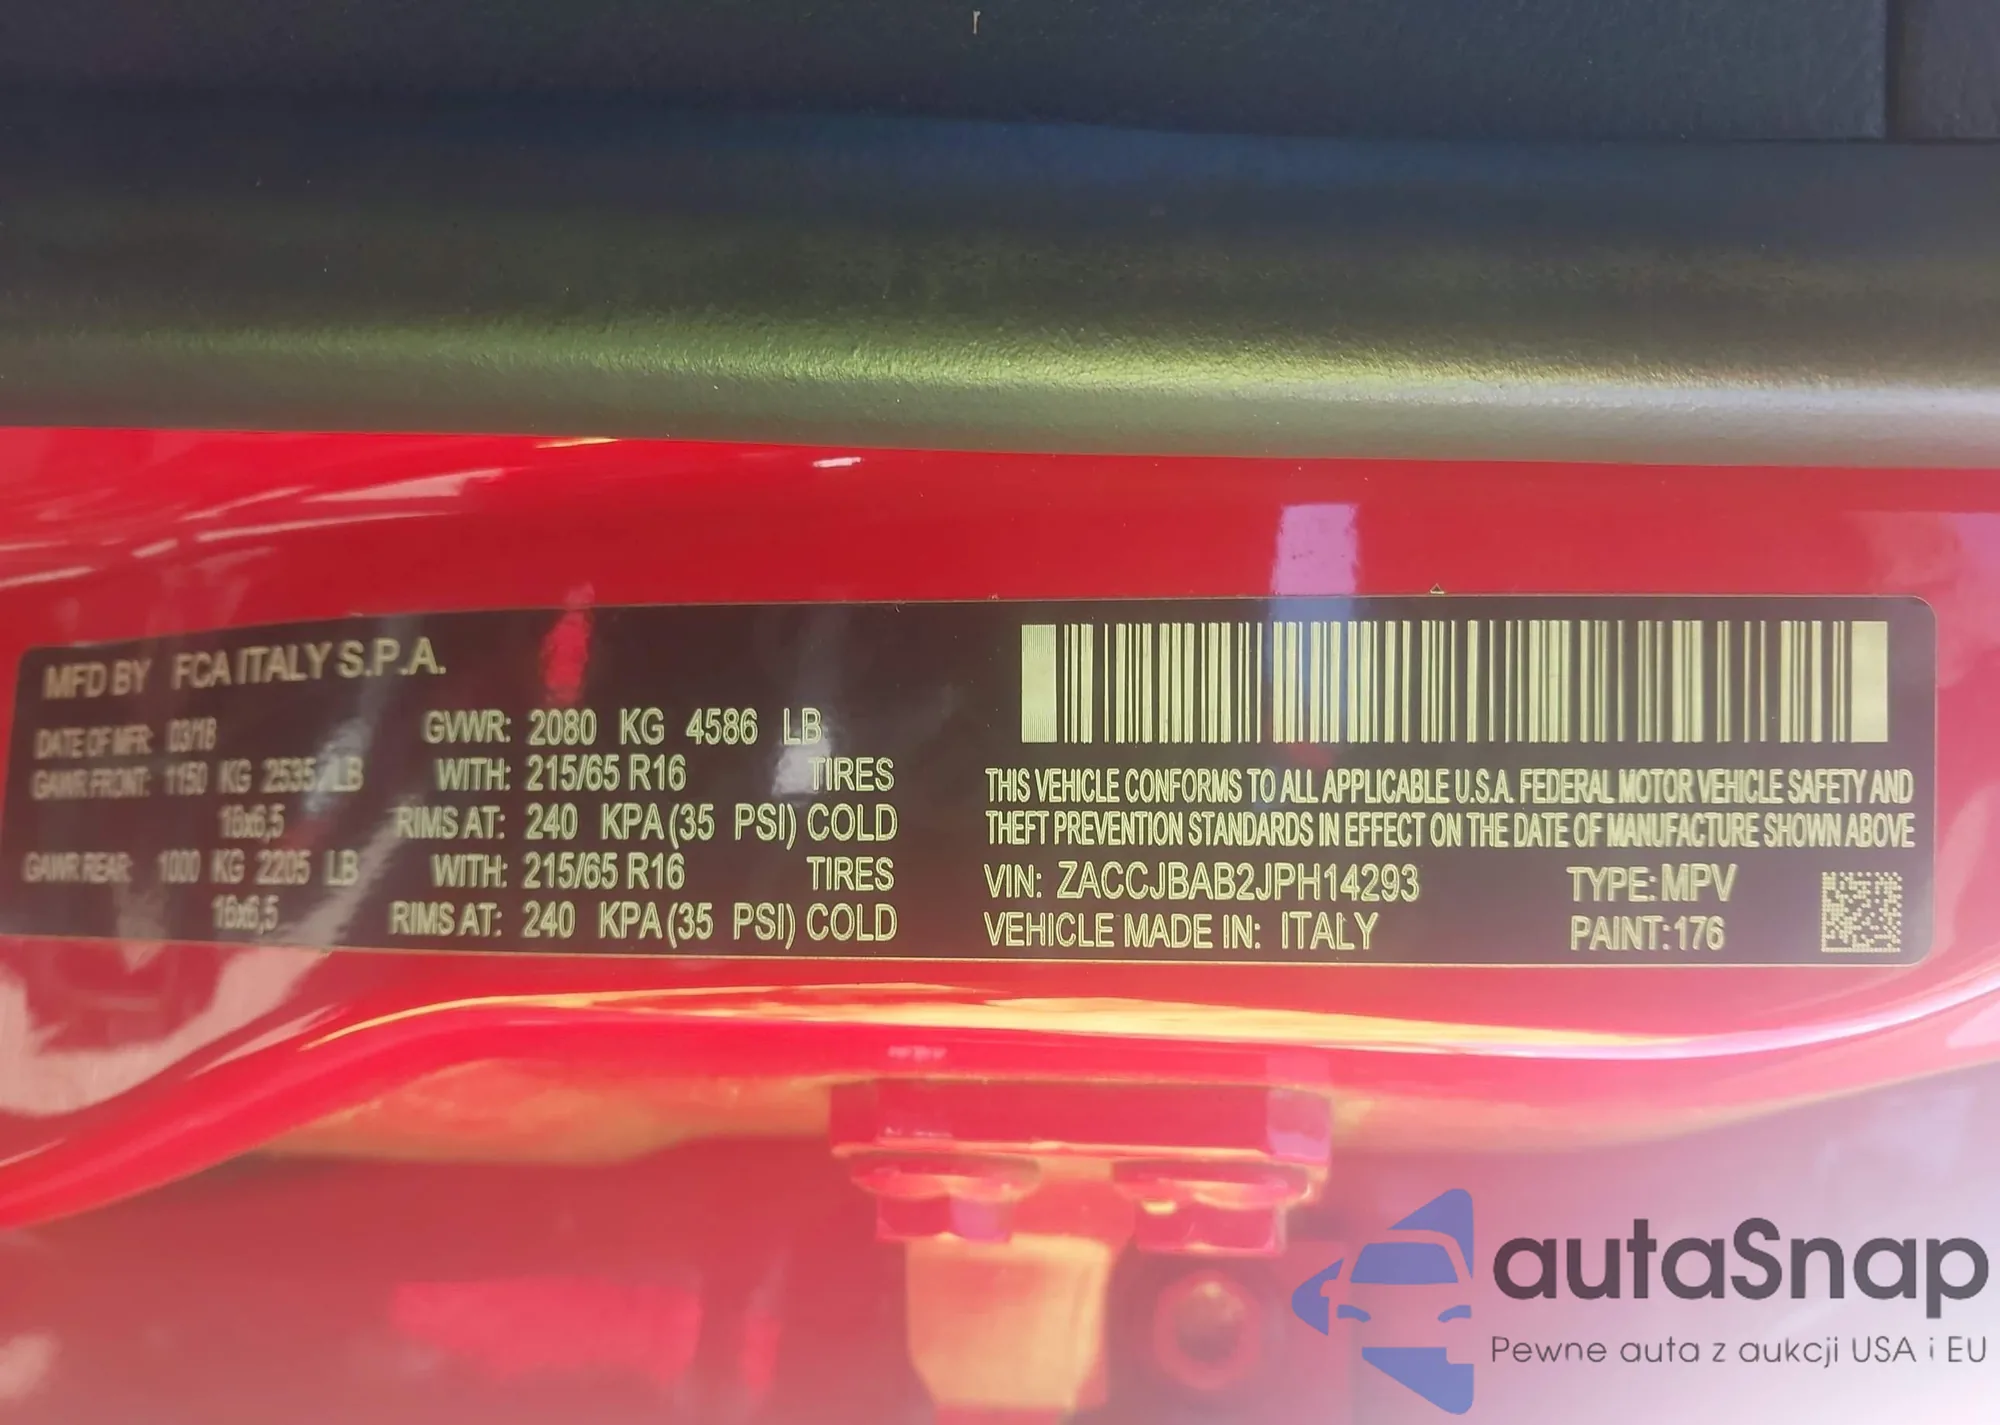 MFD BY FCA ITALY S.P.A.
DATE OF MFR: 03/18
GVWR: 2080 KG 4586 LB
GAWR FRONT: 1150 KG 2535 LB WITH: 215/65 R16 TIRES
16x6,5 RIMS AT: 240 KPA (35 PSI) COLD
GAWR REAR: 1000 KG 2205 LB WITH: 215/65 R16 TIRES
16x6,5 RIMS AT: 240 KPA (35 PSI) COLD
THIS VEHICLE CONFORMS TO ALL APPLICABLE U.S.A. FEDERAL MOTOR VEHICLE SAFETY AND
THEFT PREVENTION STANDARDS IN EFFECT ON THE DATE OF MANUFACTURE SHOWN ABOVE
VIN: ZACCJBAB2JPH14293 TYPE: MPV
VEHICLE MADE IN: ITALY PAINT: 176
autaSnap
Pewne auta z aukcji USA i EU